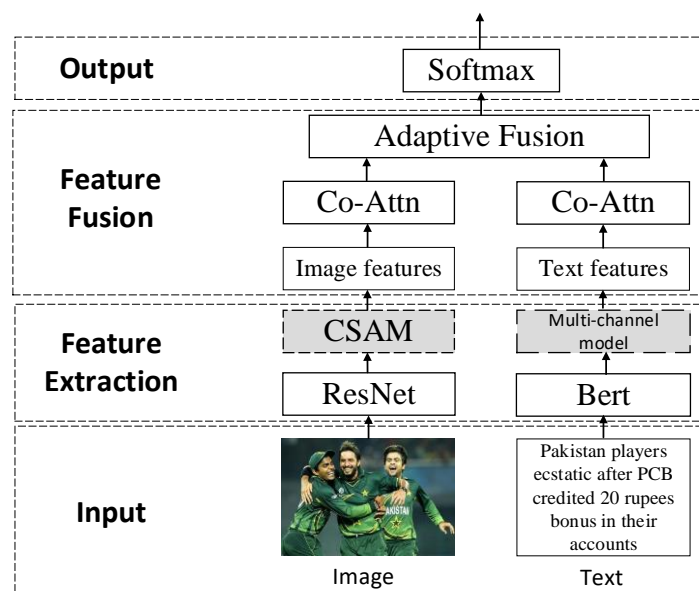 Output
Softmax
Adaptive Fusion
Feature
Fusion
Co-Attn
Co-Attn
Image features
Text features
Feature
Extraction
CSAM
Multi-channel
model
ResNet
Bert
Input
PAKISTAN
Pakistan players
ecstatic after PCB
credited 20 rupees
bonus in their
accounts
Image
Text